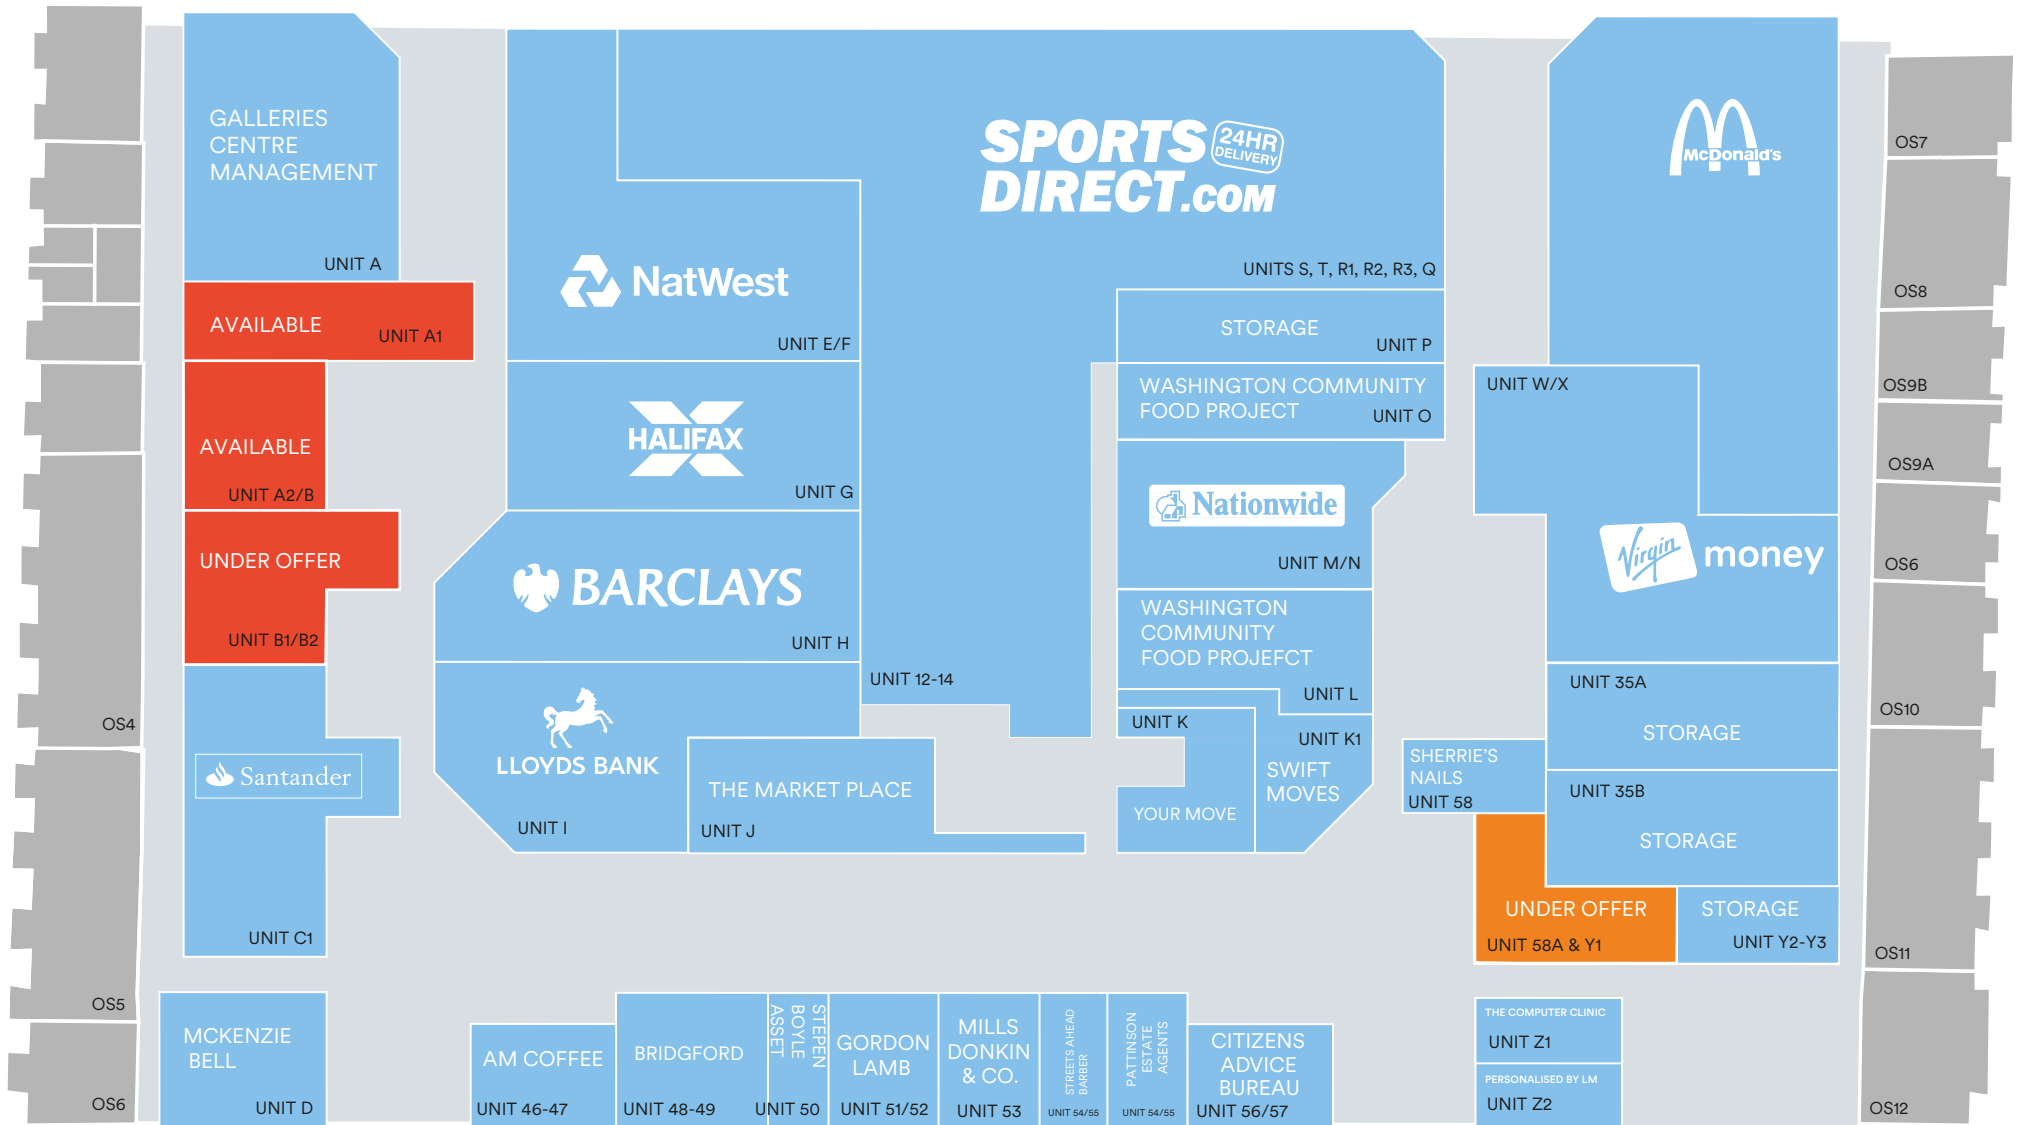 GALLERIES
CENTRE
MANAGEMENT
UNIT A
AVAILABLE
UNIT A1
AVAILABLE
UNIT A2/B
UNDER OFFER
UNIT B1/B2
Santander
UNIT C1
MCKENZIE
BELL
UNIT D
OS4
OS5
OS6
NatWest
UNIT E/F
HALIFAX
UNIT G
BARCLAYS
UNIT H
LLOYDS BANK
UNIT I
THE MARKET PLACE
UNIT J
SPORTS
DIRECT.COM
24HR
DELIVERY
UNITS S, T, R1, R2, R3, Q
UNIT 12-14
STORAGE
UNIT P
WASHINGTON COMMUNITY
FOOD PROJECT
UNIT O
Nationwide
UNIT M/N
WASHINGTON
COMMUNITY
FOOD PROJEFCT
UNIT L
UNIT K
YOUR MOVE
UNIT K1
SWIFT
MOVES
McDonald's
UNIT W/X
Virgin money
UNIT 35A
STORAGE
UNIT 35B
STORAGE
SHERRIE'S
NAILS
UNIT 58
UNDER OFFER
UNIT 58A & Y1
STORAGE
UNIT Y2-Y3
AM COFFEE
UNIT 46-47
BRIDGFORD
UNIT 48-49
STEPEN
BOYLE
ASSET
UNIT 50
GORDON
LAMB
UNIT 51/52
MILLS
DONKIN
& CO.
UNIT 53
STREETS AHEAD
BARBER
UNIT 54/55
PATTINSON
ESTATE
AGENTS
UNIT 54/55
CITIZENS
ADVICE
BUREAU
UNIT 56/57
THE COMPUTER CLINIC
UNIT Z1
PERSONALISED BY LM
UNIT Z2
OS7
OS8
OS9B
OS9A
OS6
OS10
OS11
OS12